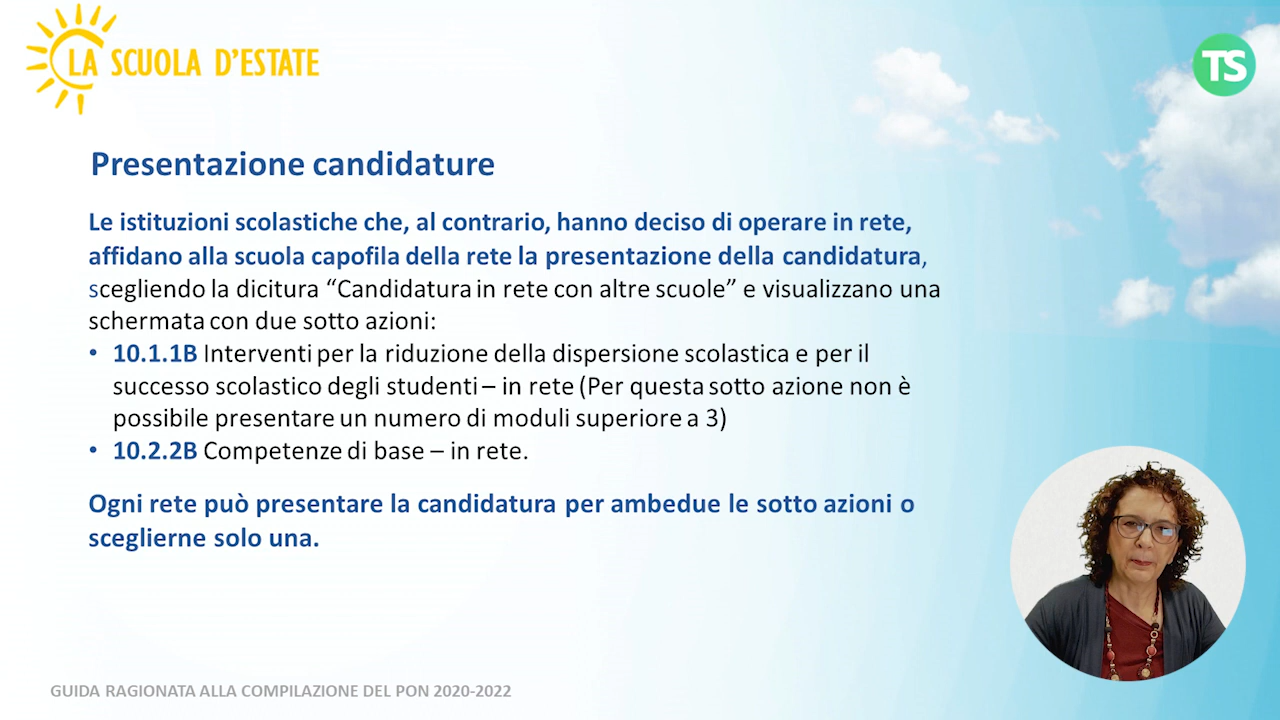 LA SCUOLA D'ESTATE
TS
Presentazione candidature
Le istituzioni scolastiche che, al contrario, hanno deciso di operare in rete,
affidano alla scuola capofila della rete la presentazione della candidatura,
scegliendo la dicitura “Candidatura in rete con altre scuole” e visualizzano una
schermata con due sotto azioni:
• 10.1.1B Interventi per la riduzione della dispersione scolastica e per il
successo scolastico degli studenti – in rete (Per questa sotto azione non è
possibile presentare un numero di moduli superiore a 3)
• 10.2.2B Competenze di base – in rete.
Ogni rete può presentare la candidatura per ambedue le sotto azioni o
sceglierne solo una.
GUIDA RAGIONATA ALLA COMPILAZIONE DEL PON 2020-2022